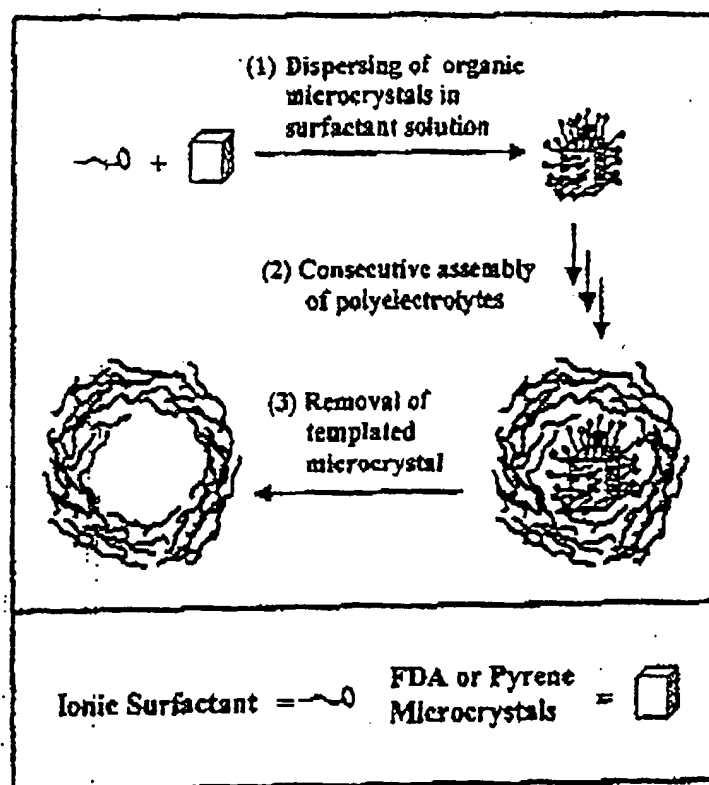 (1) Dispersing of organic
microcrystals in
surfactant solution
+
(2) Consecutive assembly
of polyelectrolytes
(3) Removal of
templated
microcrystal
Ionic Surfactant =
FDA or Pyrene
Microcrystals =